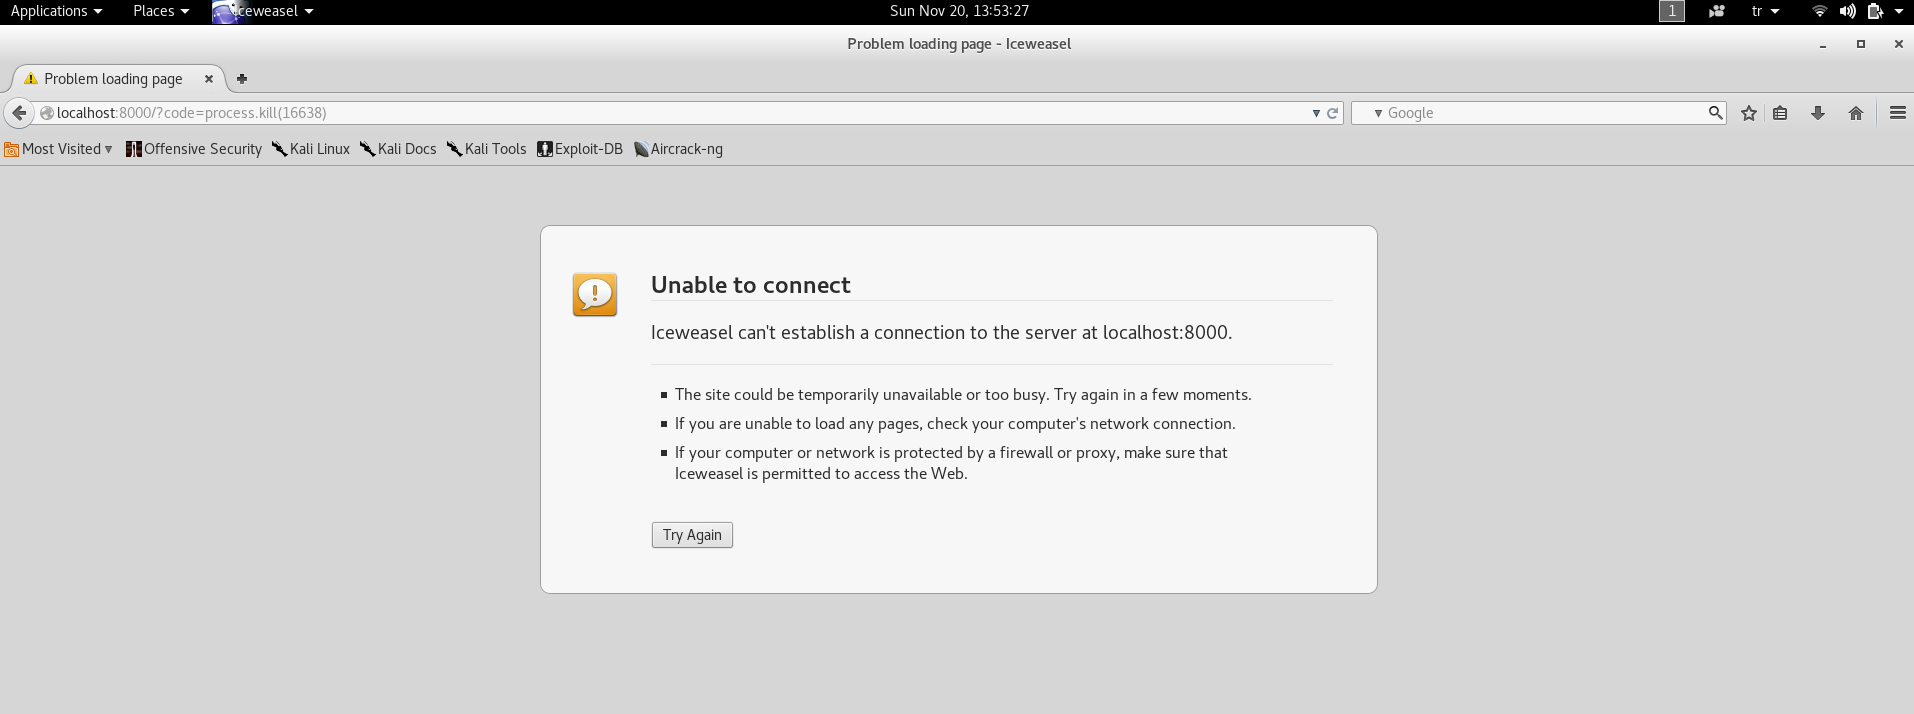 Applications Places Iceweasel Sun Nov 20, 13:53:27 1 tr
Problem loading page - Iceweasel
Problem loading page
localhost:8000/?code=process.kill(16638) Google
Most Visited Offensive Security Kali Linux Kali Docs Kali Tools Exploit-DB Aircrack-ng
Unable to connect
Iceweasel can't establish a connection to the server at localhost:8000.
The site could be temporarily unavailable or too busy. Try again in a few moments.
If you are unable to load any pages, check your computer's network connection.
If your computer or network is protected by a firewall or proxy, make sure that
Iceweasel is permitted to access the Web.
Try Again